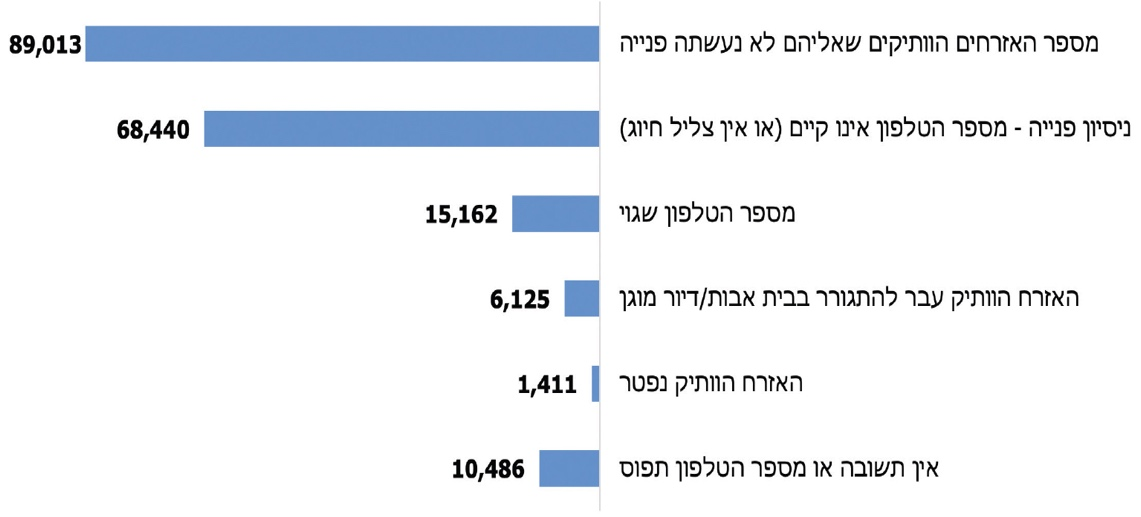 מספר האזרחים הוותיקים שאליהם לא נעשתה פנייה 89,013
ניסיון פנייה - מספר הטלפון אינו קיים (או אין צליל חיוג) 68,440
מספר הטלפון שגוי 15,162
האזרח הוותיק עבר להתגורר בבית אבות/דיור מוגן 6,125
האזרח הוותיק נפטר 1,411
אין תשובה או מספר הטלפון תפוס 10,486